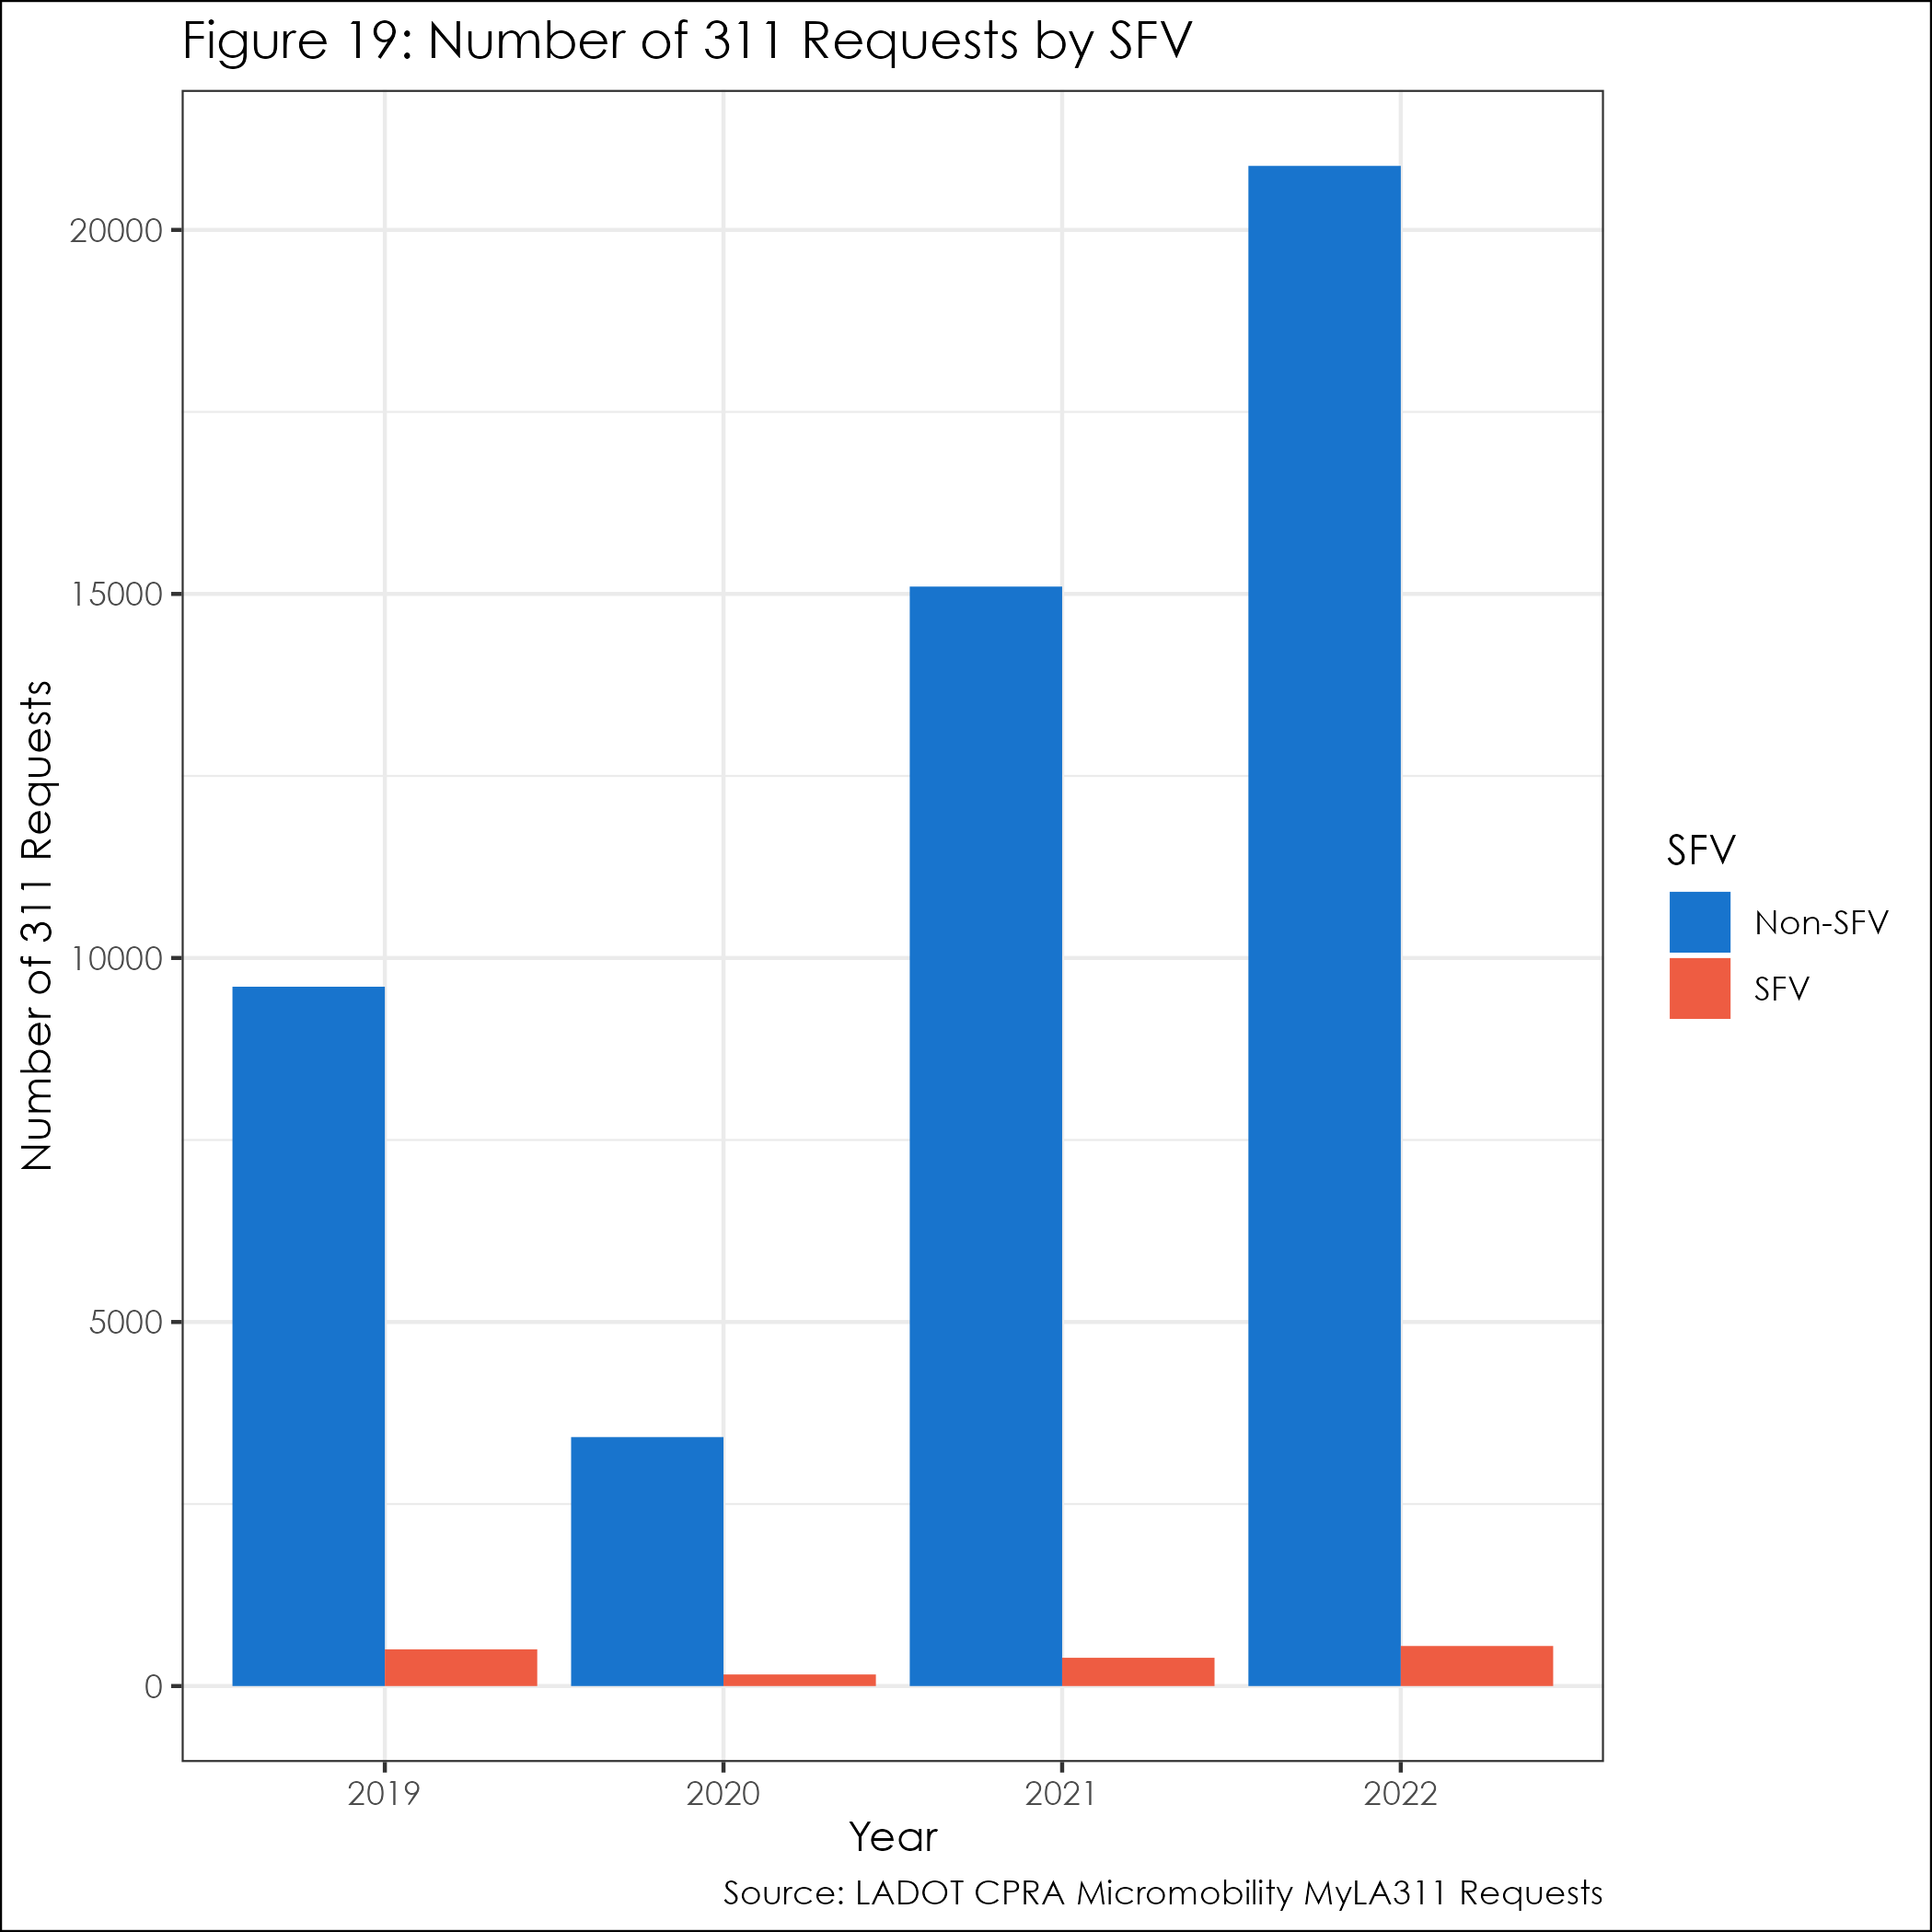 Figure 19: Number of 311 Requests by SFV
Number of 311 Requests
20000
15000
10000
5000
0
2019 2020 2021 2022
Year
SFV
Non-SFV
SFV
Source: LADOT CPRA Micromobility MyLA311 Requests